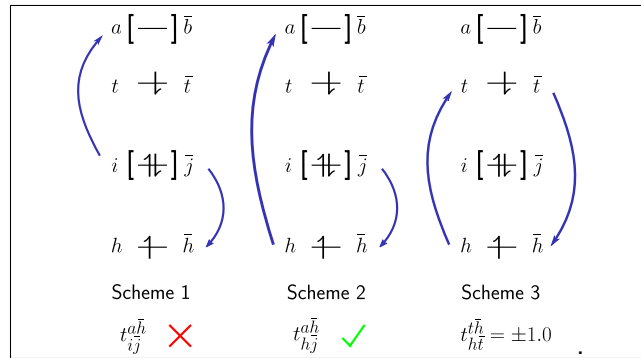 a [ ] b̄ a [ ] b̄ a [ ] b̄
t t̄ t t̄ t t̄
i [ ] j̄ i [ ] j̄ i [ ] j̄
h h̄ h h̄ h h̄
Scheme 1 Scheme 2 Scheme 3
t_{ij̄}^{ah̄} ✗ t_{hj̄}^{ah̄} ✓ t_{ht̄}^{th̄} = ±1.0 .